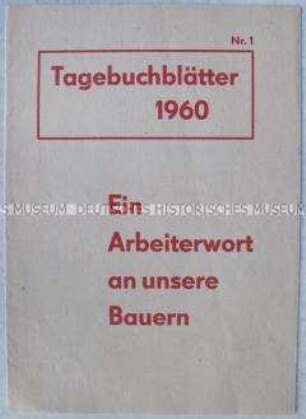 Nr. 1
Tagebuchblätter
1960
Ein
MUSEUM DEUTSCHES HISTORISCHES MUSEUM
Arbeiterwort
an unsere
Bauern